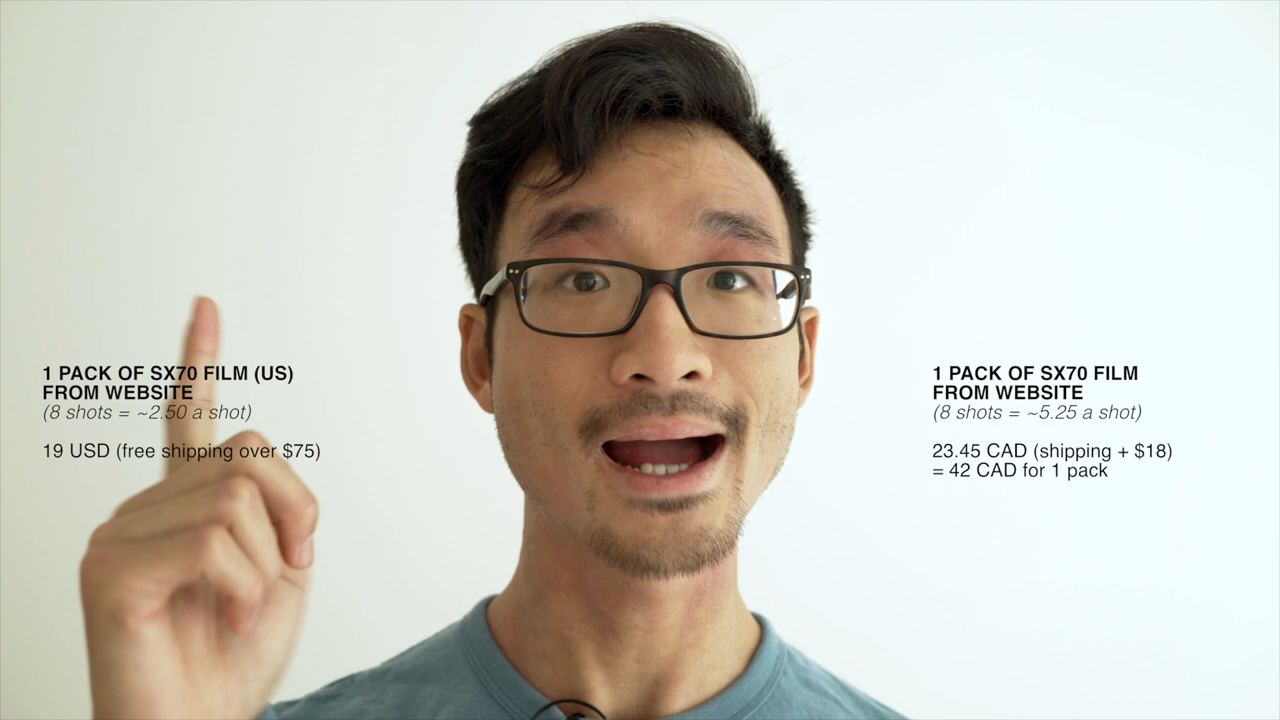 1 PACK OF SX70 FILM (US)
FROM WEBSITE
(8 shots = ~2.50 a shot)
19 USD (free shipping over $75)
1 PACK OF SX70 FILM
FROM WEBSITE
(8 shots = ~5.25 a shot)
23.45 CAD (shipping + $18)
= 42 CAD for 1 pack